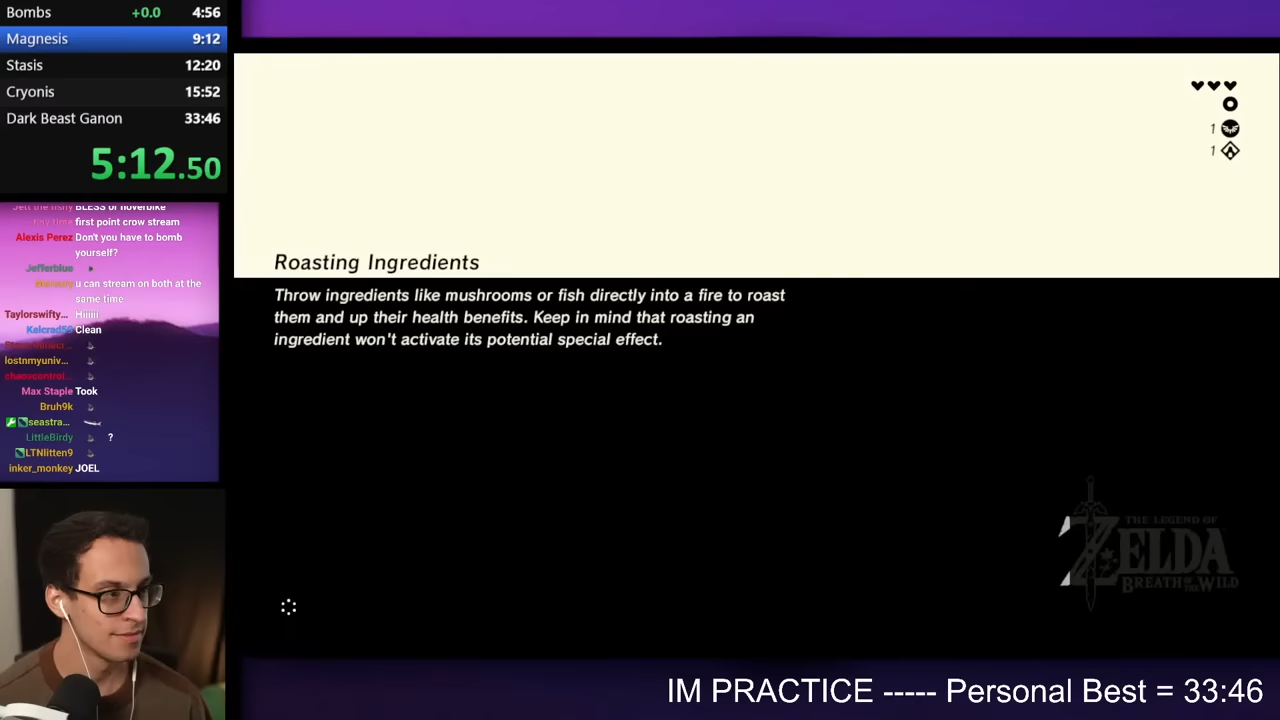 Bombs +0.0 4:56
Magnesis 9:12
Stasis 12:20
Cryonis 15:52
Dark Beast Ganon 33:46
5:12.50
BLESS or hoverbike
first point crow stream
Alexis Perez Don't you have to bomb
yourself?
Jefferblue
u can stream on both at the
same time
Taylorswifty... Hiiiii
Kelcrad56 Clean
lostnmyuniv...
Max Staple Took
Bruh9k
seastra...
LittleBirdy ?
LTNlitten9
inker_monkey JOEL
1
1
Roasting Ingredients
Throw ingredients like mushrooms or fish directly into a fire to roast
them and up their health benefits. Keep in mind that roasting an
ingredient won't activate its potential special effect.
THE LEGEND OF
ZELDA
BREATH OF THE WILD
IM PRACTICE ----- Personal Best = 33:46